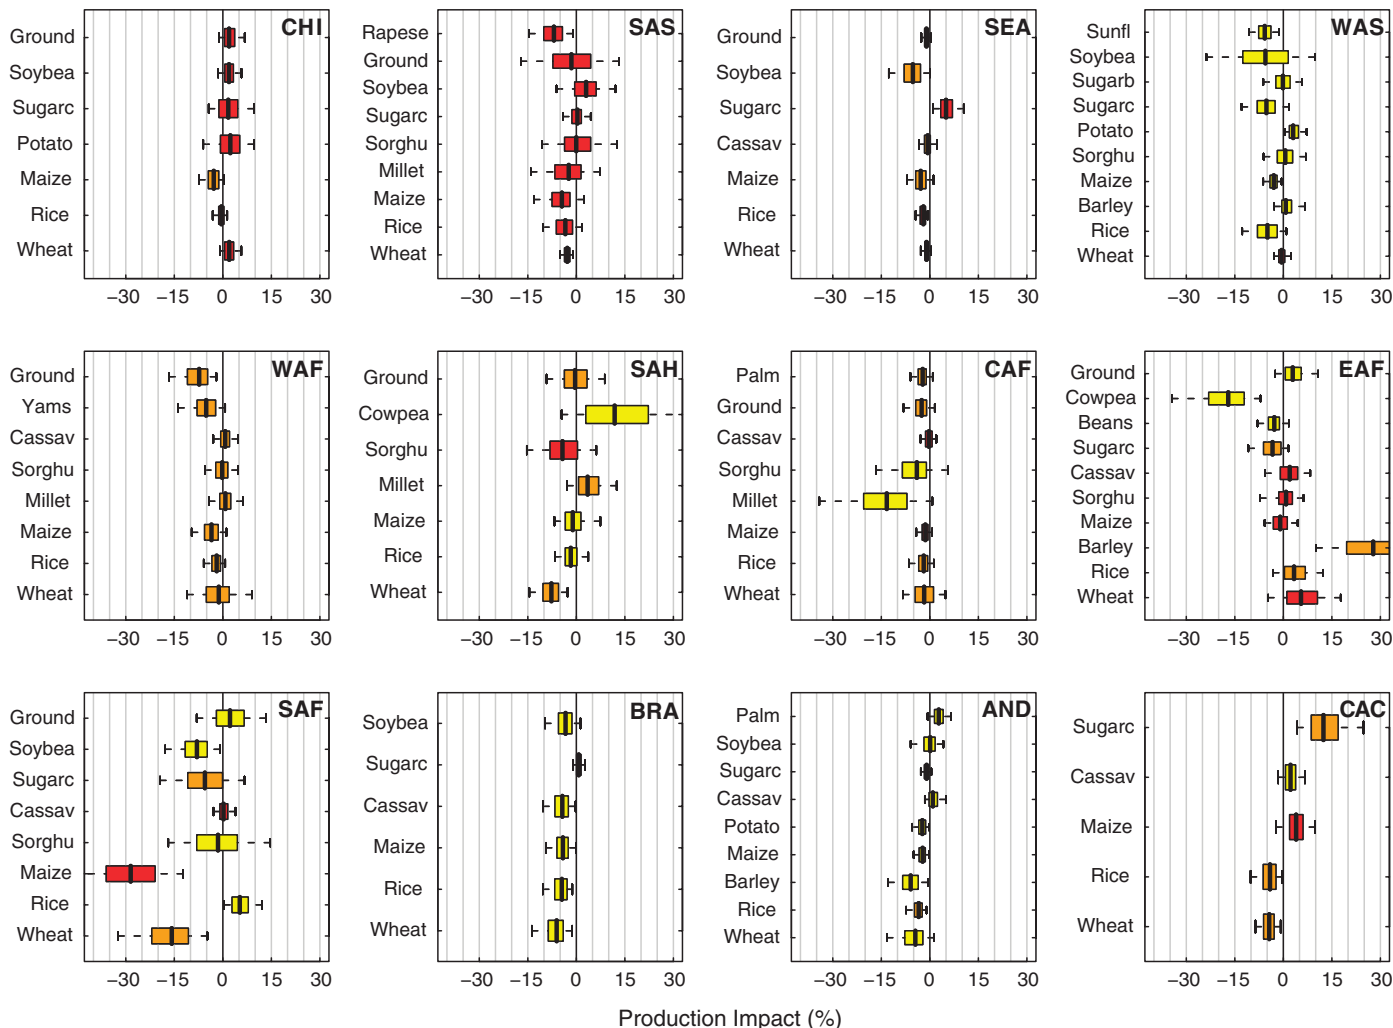 CHI
Ground
Soybea
Sugarc
Potato
Maize
Rice
Wheat
−30 −15 0 15 30
SAS
Rapese
Ground
Soybea
Sugarc
Sorghu
Millet
Maize
Rice
Wheat
−30 −15 0 15 30
SEA
Ground
Soybea
Sugarc
Cassav
Maize
Rice
Wheat
−30 −15 0 15 30
WAS
Sunfl
Soybea
Sugarb
Sugarc
Potato
Sorghu
Maize
Barley
Rice
Wheat
−30 −15 0 15 30
WAF
Ground
Yams
Cassav
Sorghu
Millet
Maize
Rice
Wheat
−30 −15 0 15 30
SAH
Ground
Cowpea
Sorghu
Millet
Maize
Rice
Wheat
−30 −15 0 15 30
CAF
Palm
Ground
Cassav
Sorghu
Millet
Maize
Rice
Wheat
−30 −15 0 15 30
EAF
Ground
Cowpea
Beans
Sugarc
Cassav
Sorghu
Maize
Barley
Rice
Wheat
−30 −15 0 15 30
SAF
Ground
Soybea
Sugarc
Cassav
Sorghu
Maize
Rice
Wheat
−30 −15 0 15 30
BRA
Soybea
Sugarc
Cassav
Maize
Rice
Wheat
−30 −15 0 15 30
AND
Palm
Soybea
Sugarc
Cassav
Potato
Maize
Barley
Rice
Wheat
−30 −15 0 15 30
CAC
Sugarc
Cassav
Maize
Rice
Wheat
−30 −15 0 15 30
Production Impact (%)